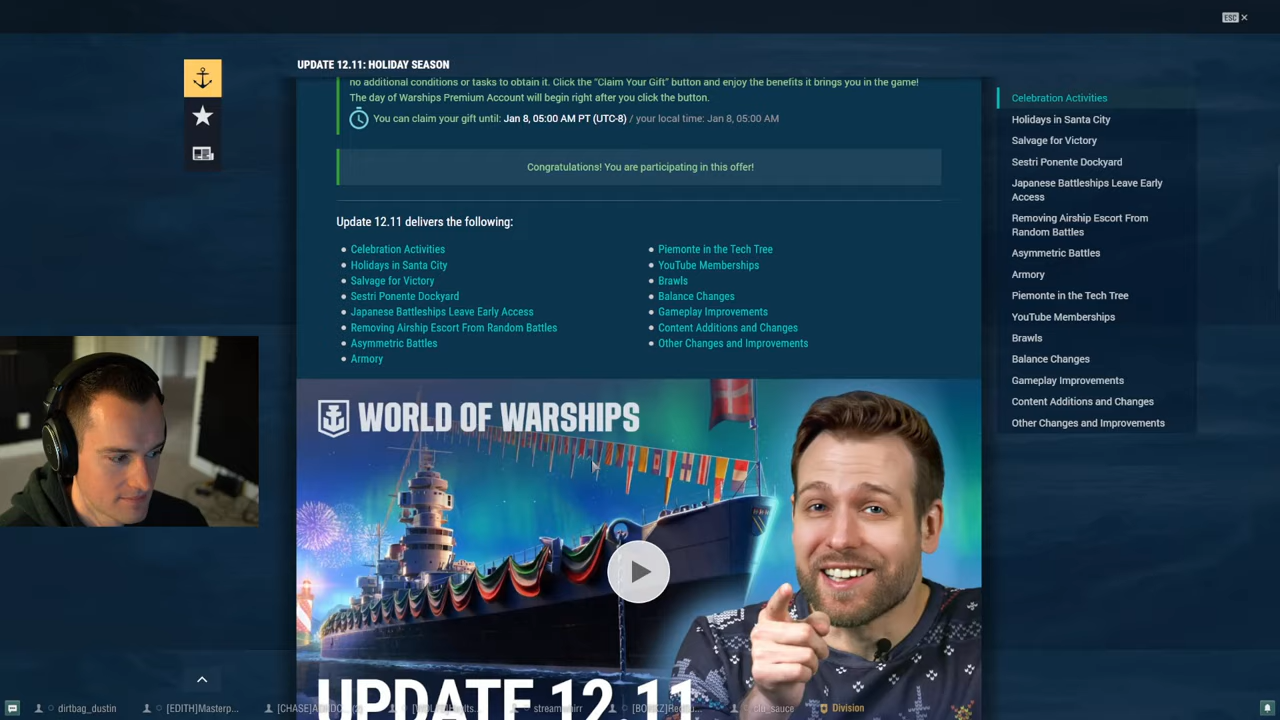 ESC ×
UPDATE 12.11: HOLIDAY SEASON
no additional conditions or tasks to obtain it. Click the "Claim Your Gift" button and enjoy the benefits it brings you in the game!
The day of Warships Premium Account will begin right after you click the button.
You can claim your gift until: Jan 8, 05:00 AM PT (UTC-8) / your local time: Jan 8, 05:00 AM
Congratulations! You are participating in this offer!
Update 12.11 delivers the following:
Celebration Activities
Holidays in Santa City
Salvage for Victory
Sestri Ponente Dockyard
Japanese Battleships Leave Early Access
Removing Airship Escort From Random Battles
Asymmetric Battles
Armory
Piemonte in the Tech Tree
YouTube Memberships
Brawls
Balance Changes
Gameplay Improvements
Content Additions and Changes
Other Changes and Improvements
Celebration Activities
Holidays in Santa City
Salvage for Victory
Sestri Ponente Dockyard
Japanese Battleships Leave Early
Access
Removing Airship Escort From
Random Battles
Asymmetric Battles
Armory
Piemonte in the Tech Tree
YouTube Memberships
Brawls
Balance Changes
Gameplay Improvements
Content Additions and Changes
Other Changes and Improvements
WORLD OF WARSHIPS
UPDATE 12.11
dirtbag_dustin
[EDITH]Masterp...
Division